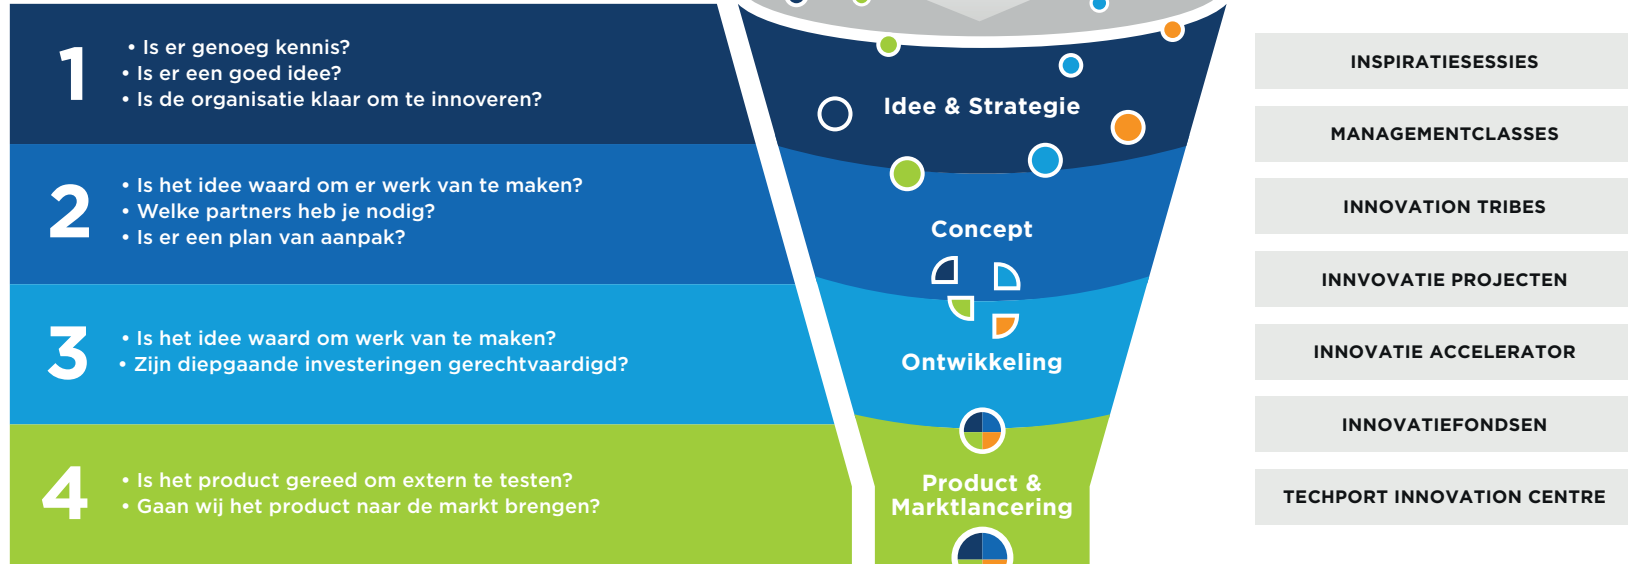 1
• Is er genoeg kennis?
• Is er een goed idee?
• Is de organisatie klaar om te innoveren?
2
• Is het idee waard om er werk van te maken?
• Welke partners heb je nodig?
• Is er een plan van aanpak?
3
• Is het idee waard om werk van te maken?
• Zijn diepgaande investeringen gerechtvaardigd?
4
• Is het product gereed om extern te testen?
• Gaan wij het product naar de markt brengen?
Idee & Strategie
Concept
Ontwikkeling
Product &
Marktlancering
INSPIRATIESESSIES
MANAGEMENTCLASSES
INNOVATION TRIBES
INNVOVATIE PROJECTEN
INNOVATIE ACCELERATOR
INNOVATIEFONDSEN
TECHPORT INNOVATION CENTRE